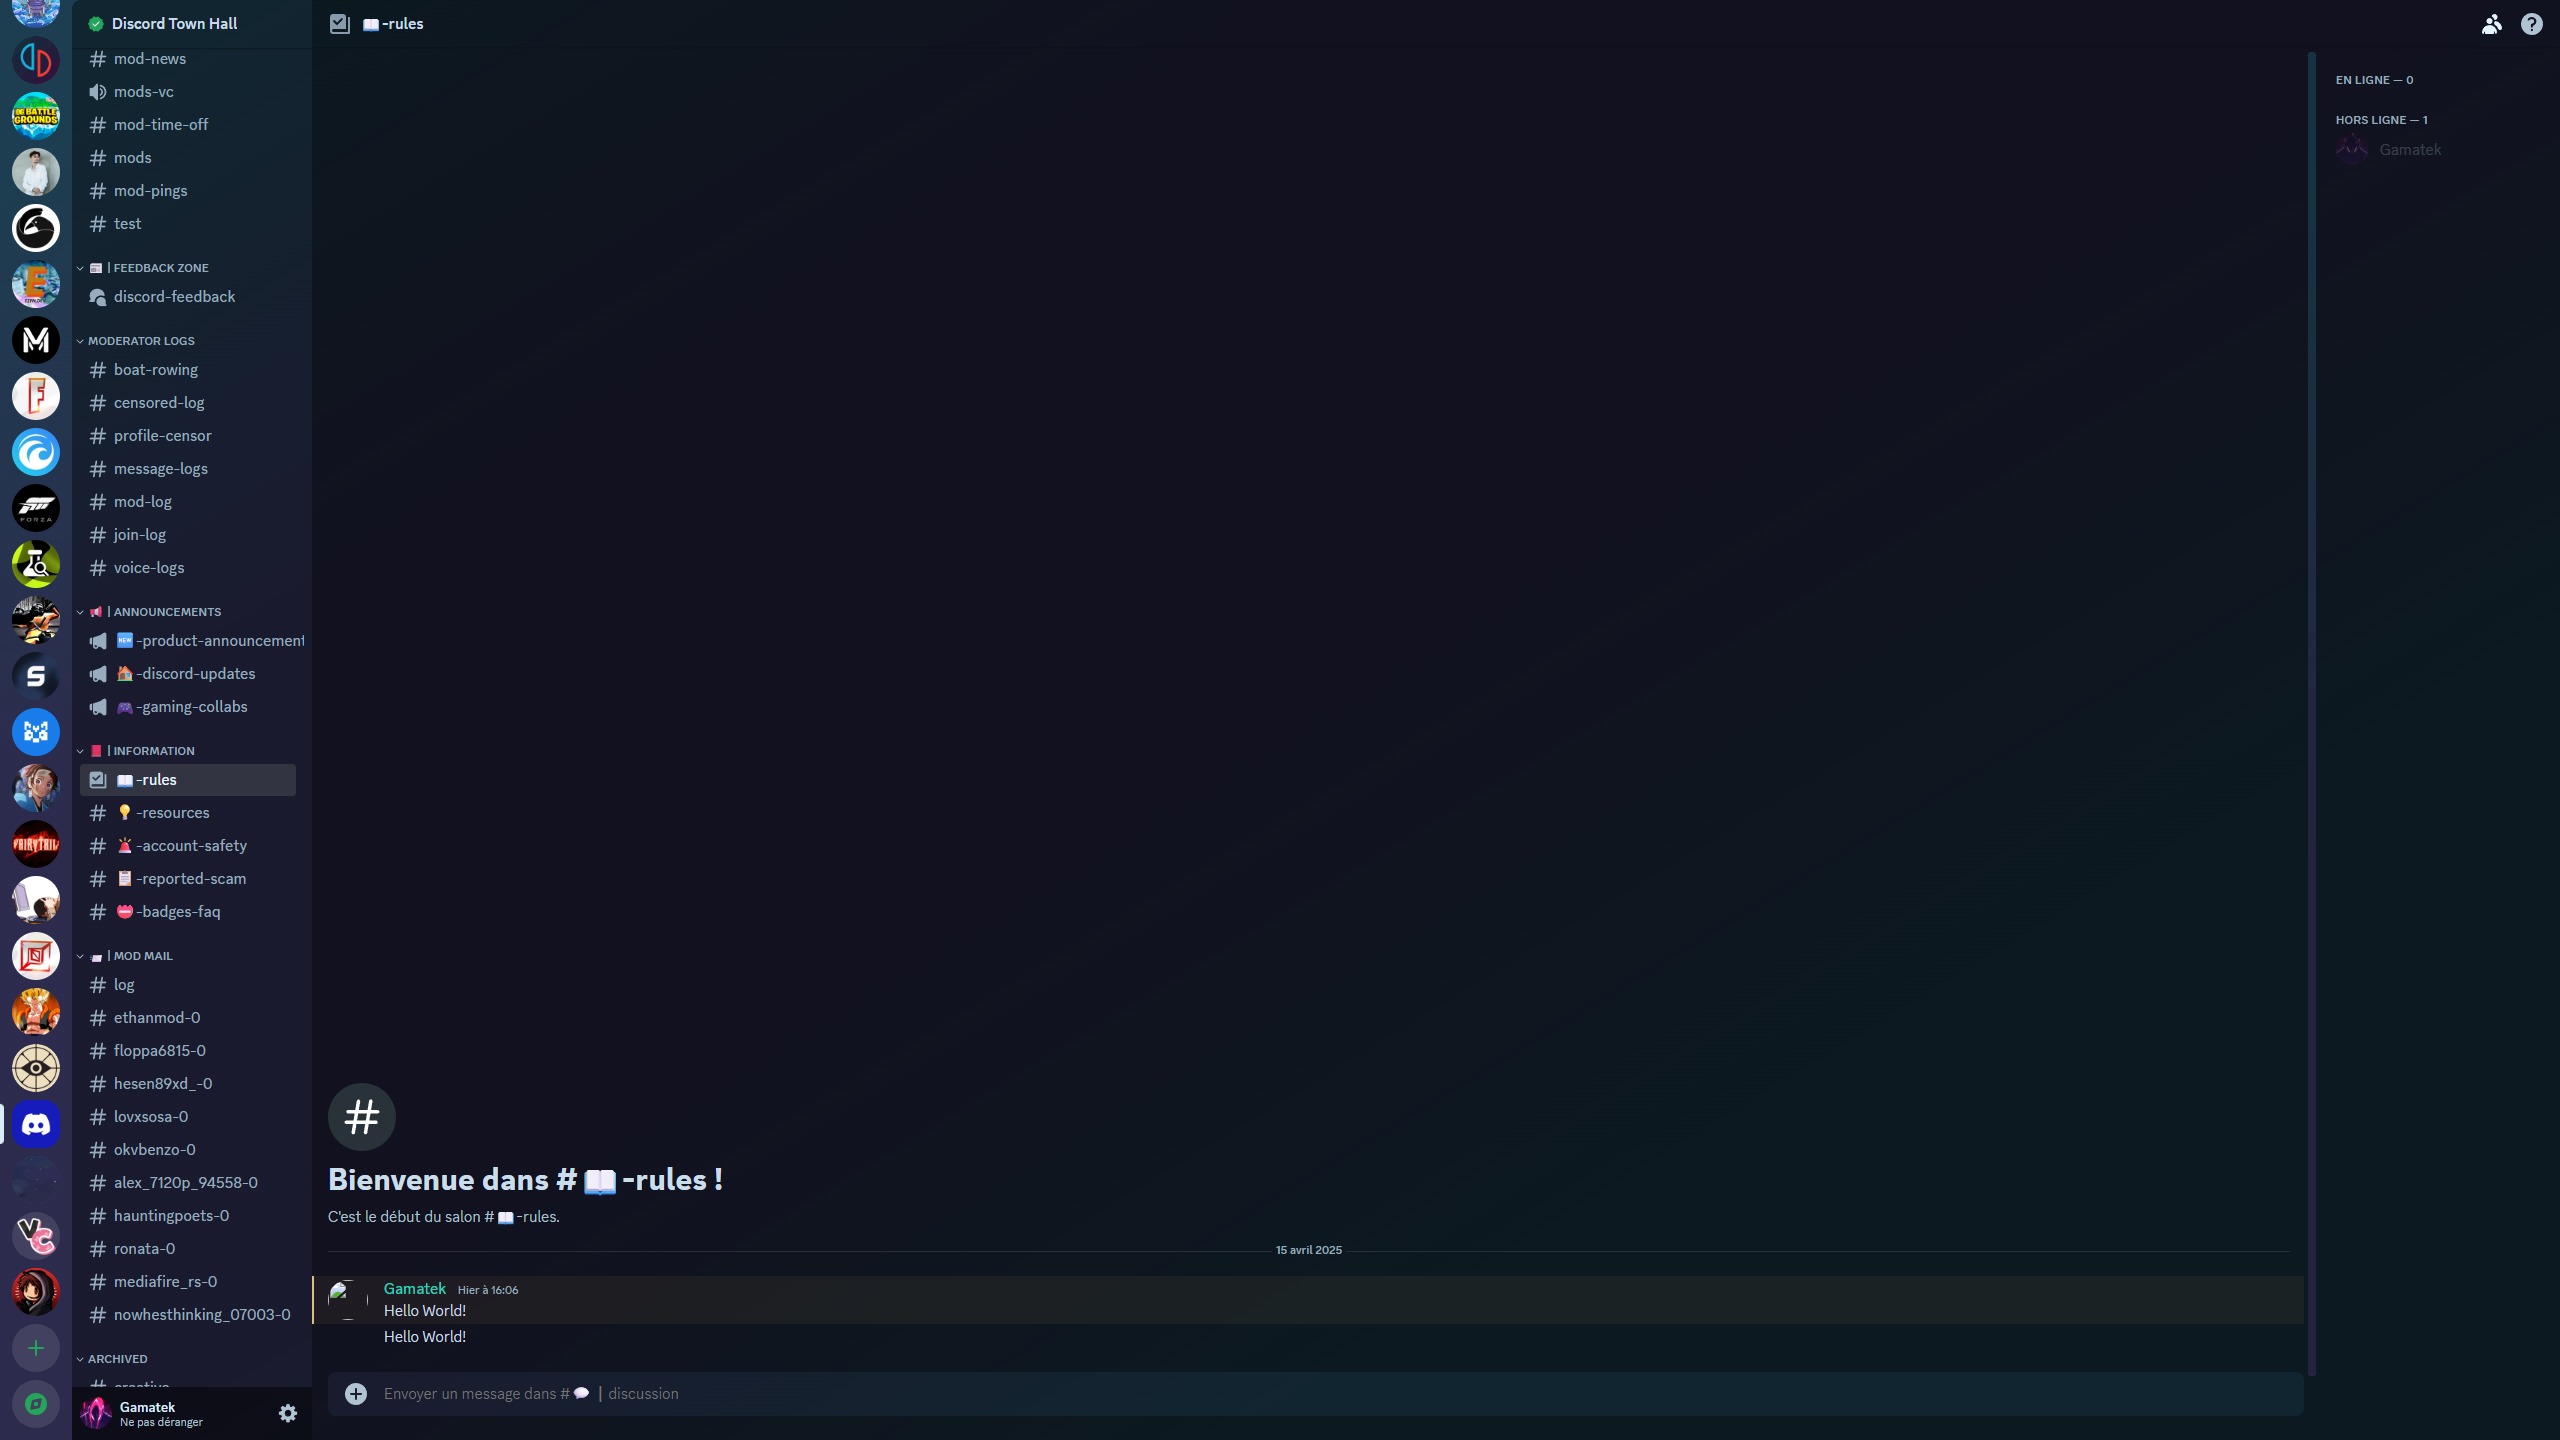 Discord Town Hall
mod-news
mods-vc
mod-time-off
mods
mod-pings
test
| FEEDBACK ZONE
discord-feedback
MODERATOR LOGS
boat-rowing
censored-log
profile-censor
message-logs
mod-log
join-log
voice-logs
| ANNOUNCEMENTS
🆕-product-announcement
🏠-discord-updates
🎮-gaming-collabs
| INFORMATION
📖-rules
💡-resources
🚨-account-safety
📋-reported-scam
-badges-faq
| MOD MAIL
log
ethanmod-0
floppa6815-0
hesen89xd_-0
lovxsosa-0
okvbenzo-0
alex_7120p_94558-0
hauntingpoets-0
ronata-0
mediafire_rs-0
nowhesthinking_07003-0
ARCHIVED
Gamatek
Ne pas déranger
📖-rules
Bienvenue dans #📖-rules !
C'est le début du salon #📖-rules.
15 avril 2025
Gamatek Hier à 16:06
Hello World!
Hello World!
Envoyer un message dans #💬 | discussion
EN LIGNE — 0
HORS LIGNE — 1
Gamatek
BATTLE
GROUNDS
FORZA
FAIRYTAIL